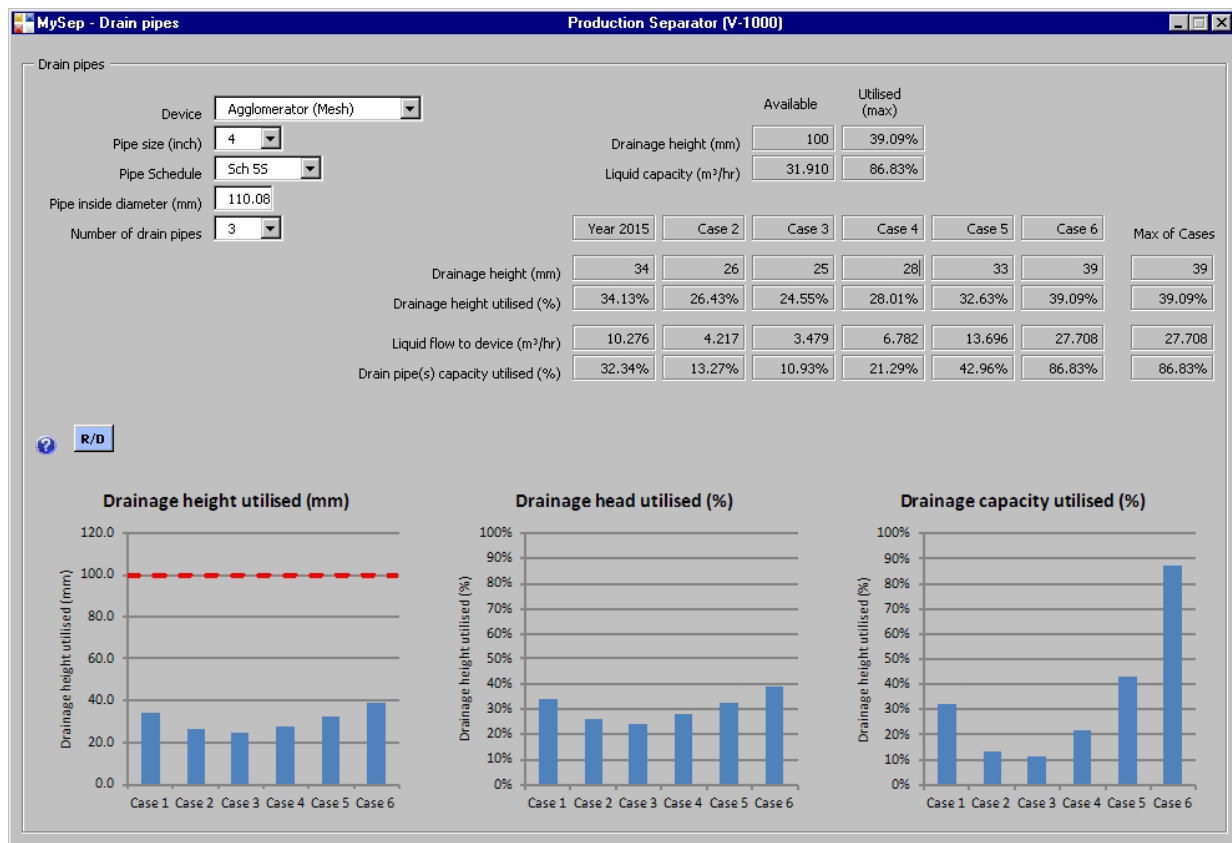 MySep - Drain pipes Production Separator (V-1000)
Drain pipes
Device Agglomerator (Mesh)
Pipe size (inch) 4
Pipe Schedule Sch 5S
Pipe inside diameter (mm) 110.08
Number of drain pipes 3
Available Utilised (max)
Drainage height (mm) 100 39.09%
Liquid capacity (m³/hr) 31.910 86.83%
Year 2015 Case 2 Case 3 Case 4 Case 5 Case 6 Max of Cases
Drainage height (mm) 34 26 25 28 33 39 39
Drainage height utilised (%) 34.13% 26.43% 24.55% 28.01% 32.63% 39.09% 39.09%
Liquid flow to device (m³/hr) 10.276 4.217 3.479 6.782 13.696 27.708 27.708
Drain pipe(s) capacity utilised (%) 32.34% 13.27% 10.93% 21.29% 42.96% 86.83% 86.83%
? R/D
Drainage height utilised (mm)
Drainage height utilised (mm)
120.0
100.0
80.0
60.0
40.0
20.0
0.0
Case 1 Case 2 Case 3 Case 4 Case 5 Case 6
Drainage head utilised (%)
Drainage height utilised (%)
100%
90%
80%
70%
60%
50%
40%
30%
20%
10%
0%
Case 1 Case 2 Case 3 Case 4 Case 5 Case 6
Drainage capacity utilised (%)
Drainage height utilised (%)
100%
90%
80%
70%
60%
50%
40%
30%
20%
10%
0%
Case 1 Case 2 Case 3 Case 4 Case 5 Case 6